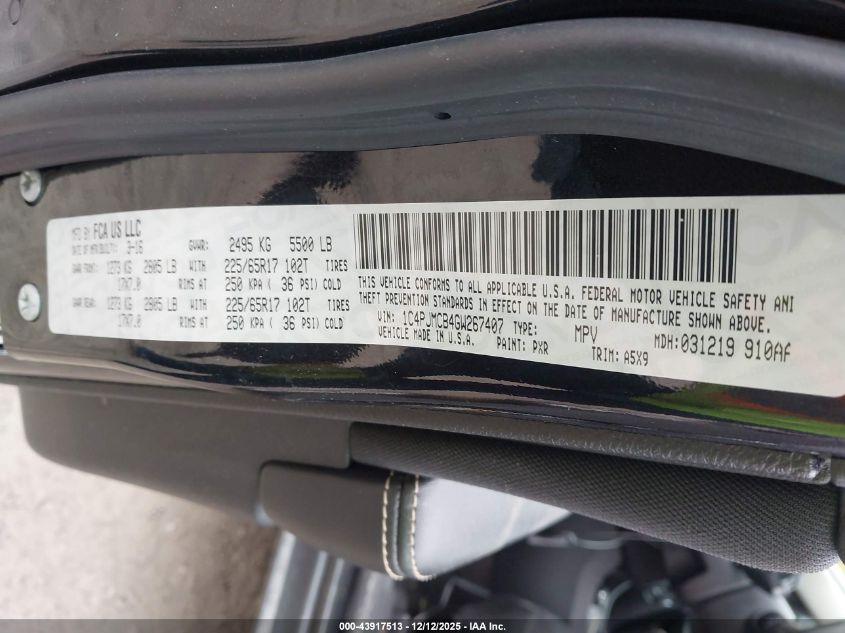 MFD BY FCA US LLC
DATE OF MFR(BUILT): 3-16 GVWR: 2495 KG 5500 LB
GAWR FRONT: 1273 KG 2805 LB WITH 225/65R17 102T TIRES
17X7.0 RIMS AT 250 KPA ( 36 PSI) COLD
GAWR REAR: 1273 KG 2805 LB WITH 225/65R17 102T TIRES
17X7.0 RIMS AT 250 KPA ( 36 PSI) COLD
THIS VEHICLE CONFORMS TO ALL APPLICABLE U.S.A. FEDERAL MOTOR VEHICLE SAFETY AND
THEFT PREVENTION STANDARDS IN EFFECT ON THE DATE OF MANUFACTURE SHOWN ABOVE.
VIN: 1C4PJMCB4GW267407 TYPE: MPV MDH:031219 910AF
VEHICLE MADE IN U.S.A. PAINT: PXR TRIM: A5X9
000-43917513 - 12/12/2025 - IAA Inc.